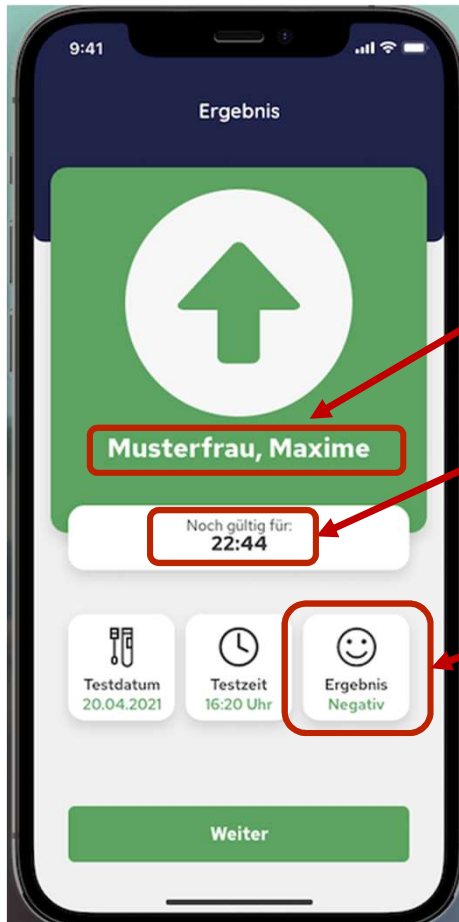 9:41
Ergebnis
Musterfrau, Maxime
Noch gültig für:
22:44
Testdatum
20.04.2021
Testzeit
16:20 Uhr
Ergebnis
Negativ
Weiter